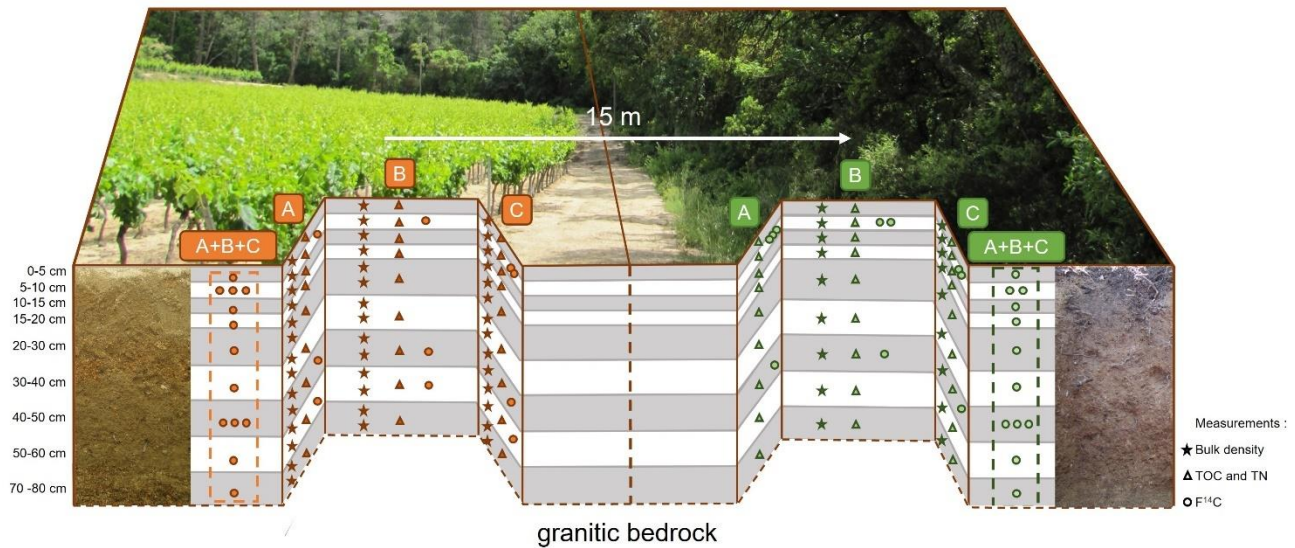 15 m
B
B
A
C
A
C
A+B+C
A+B+C
0-5 cm
5-10 cm
10-15 cm
15-20 cm
20-30 cm
30-40 cm
40-50 cm
50-60 cm
70 -80 cm
Measurements :
Bulk density
TOC and TN
F¹⁴C
granitic bedrock